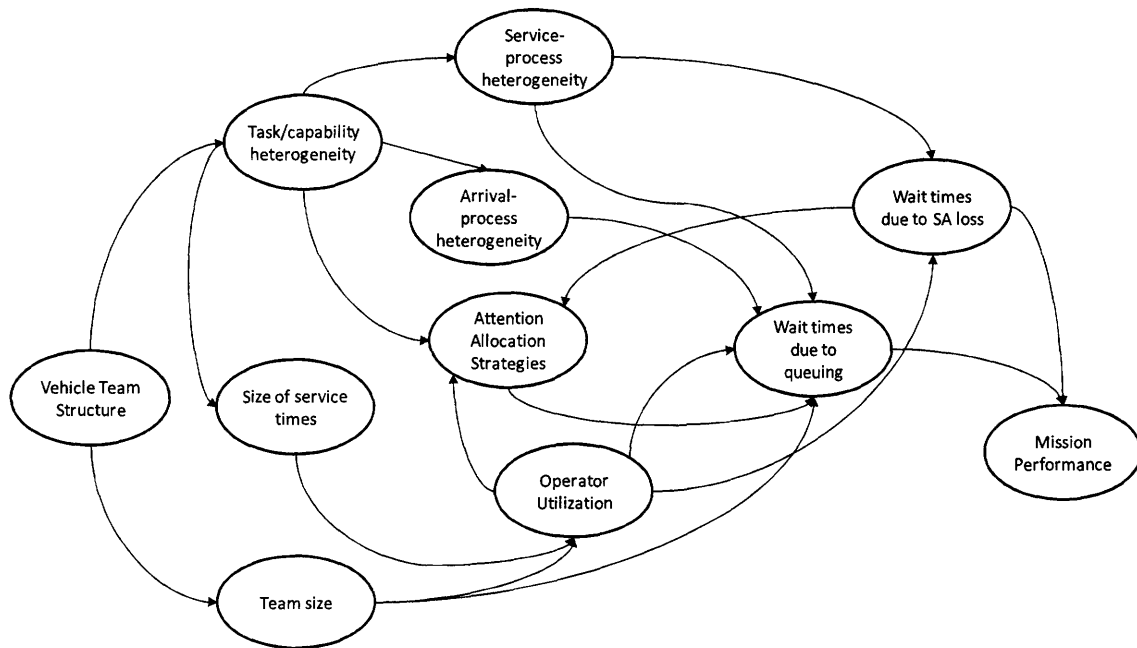 Service-
process
heterogeneity
Task/capability
heterogeneity
Arrival-
process
heterogeneity
Wait times
due to SA loss
Attention
Allocation
Strategies
Wait times
due to
queuing
Vehicle Team
Structure
Size of service
times
Mission
Performance
Operator
Utilization
Team size